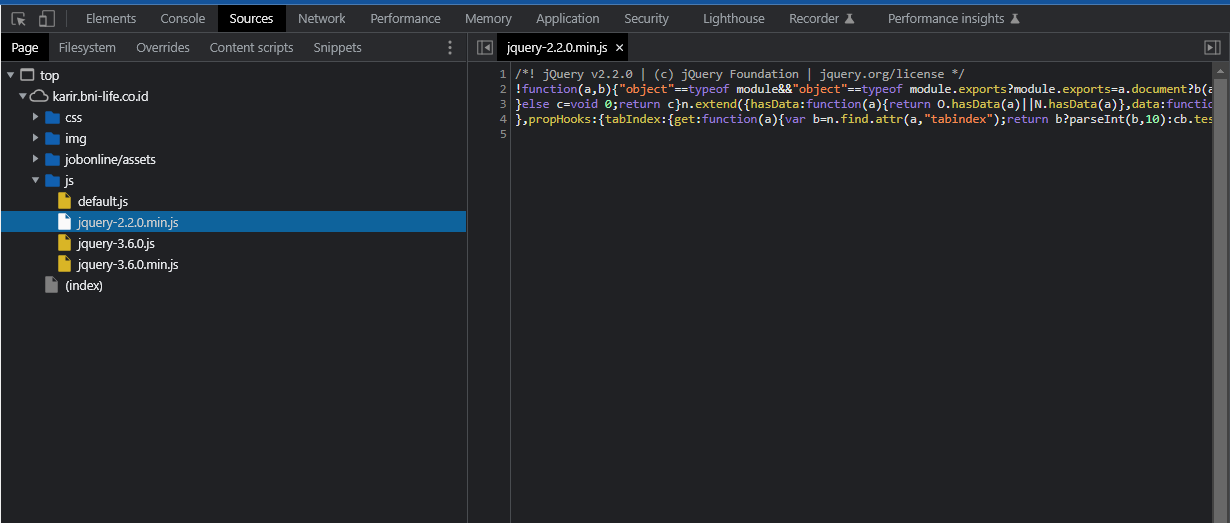 Elements Console Sources Network Performance Memory Application Security Lighthouse Recorder Performance insights
Page Filesystem Overrides Content scripts Snippets
jquery-2.2.0.min.js ×
top
karir.bni-life.co.id
css
img
jobonline/assets
js
default.js
jquery-2.2.0.min.js
jquery-3.6.0.js
jquery-3.6.0.min.js
(index)
1 /*! jQuery v2.2.0 | (c) jQuery Foundation | jquery.org/license */
2 !function(a,b){"object"==typeof module&&"object"==typeof module.exports?module.exports=a.document?b(a
3 }else c=void 0;return c}n.extend({hasData:function(a){return O.hasData(a)||N.hasData(a)},data:functio
4 },propHooks:{tabIndex:{get:function(a){var b=n.find.attr(a,"tabindex");return b?parseInt(b,10):cb.tes
5